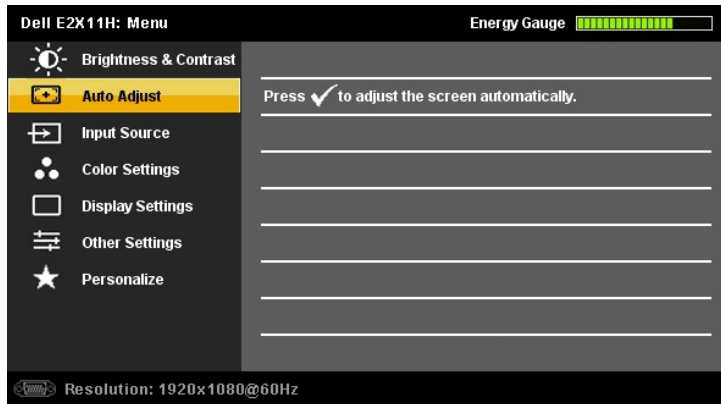 Dell E2X11H: Menu Energy Gauge
Brightness & Contrast
Auto Adjust Press ✓ to adjust the screen automatically.
Input Source
Color Settings
Display Settings
Other Settings
Personalize
Resolution: 1920x1080@60Hz